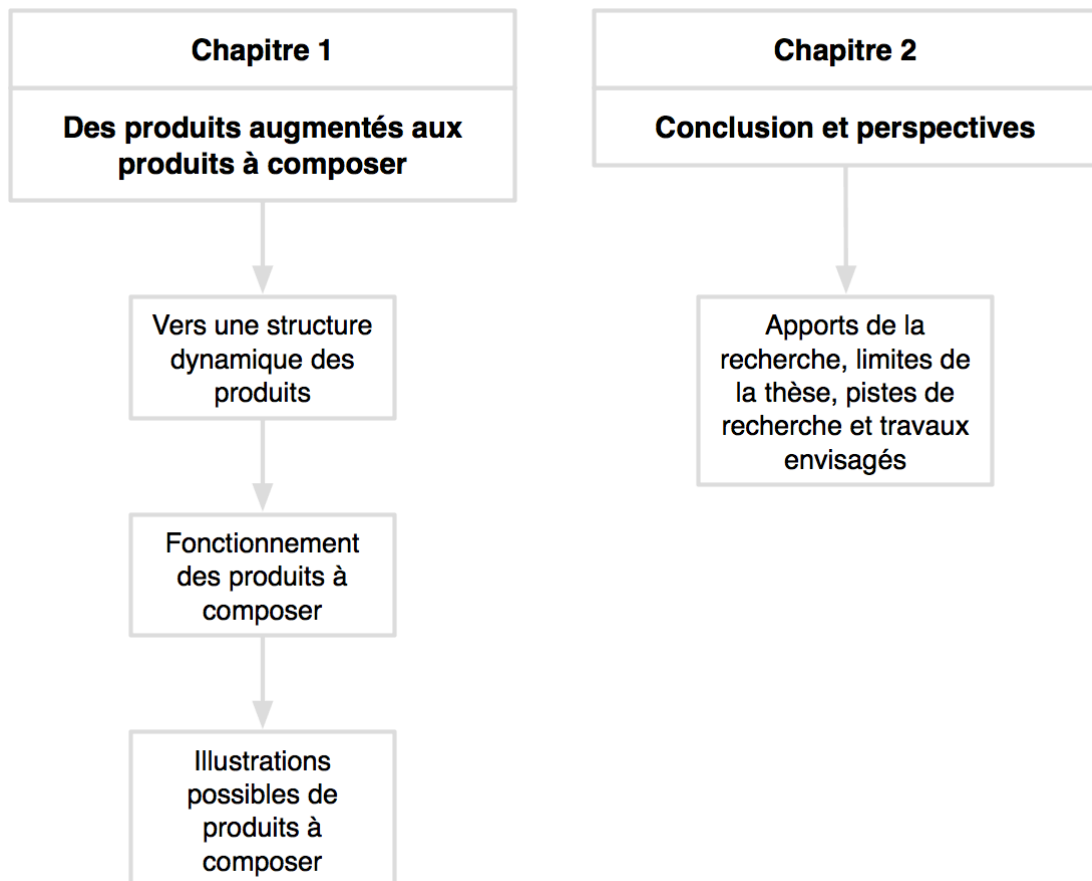 Chapitre 1
Des produits augmentés aux
produits à composer
Vers une structure
dynamique des
produits
Fonctionnement
des produits à
composer
Illustrations
possibles de
produits à
composer
Chapitre 2
Conclusion et perspectives
Apports de la
recherche, limites de
la thèse, pistes de
recherche et travaux
envisagés